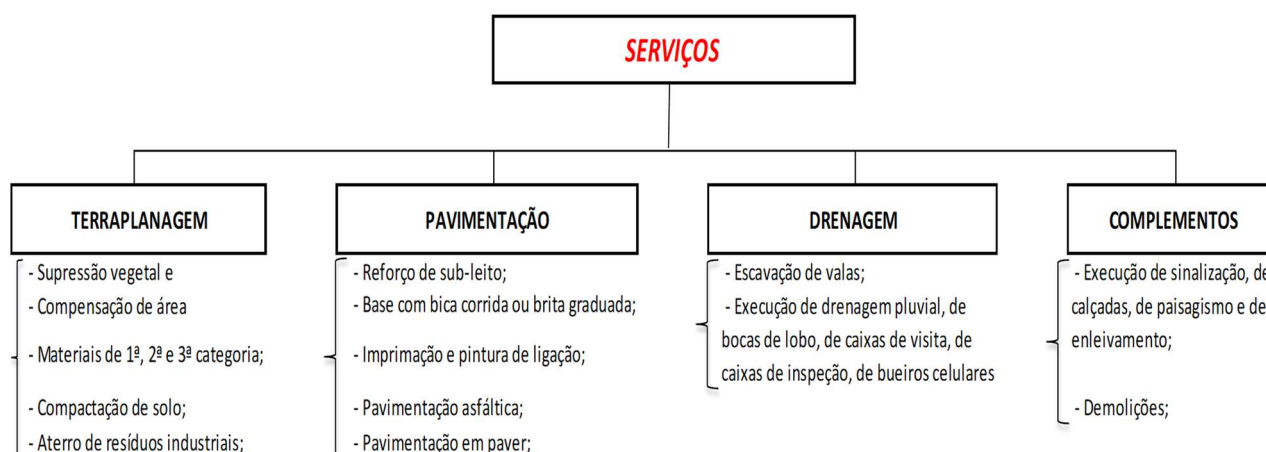 SERVIÇOS
TERRAPLANAGEM
- Supressão vegetal e
- Compensação de área
- Materiais de 1ª, 2ª e 3ª categoria;
- Compactação de solo;
- Aterro de resíduos industriais;
PAVIMENTAÇÃO
- Reforço de sub-leito;
- Base com bica corrida ou brita graduada;
- Imprimação e pintura de ligação;
- Pavimentação asfáltica;
- Pavimentação em paver;
DRENAGEM
- Escavação de valas;
- Execução de drenagem pluvial, de
bocas de lobo, de caixas de visita, de
caixas de inspeção, de bueiros celulares
COMPLEMENTOS
- Execução de sinalização, de
calçadas, de paisagismo e de
enleivamento;
- Demolições;